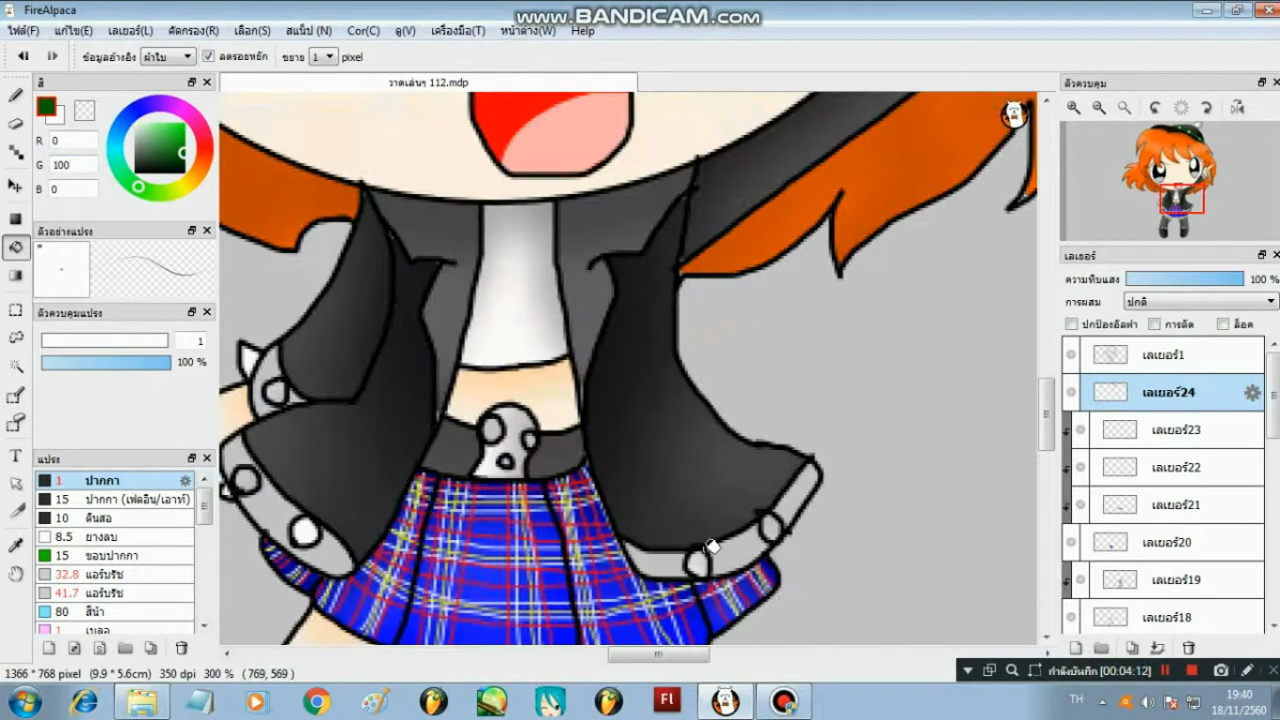 FireAlpaca
www.BANDICAM.com
ไฟล์(F) แก้ไข(E) เลเยอร์(L) คัดกรอง(R) เลือก(S) สแน็ป (N) Cor(C) ดู(V) เครื่องมือ(T) หน้าต่าง(W) Help
ข้อมูลอ้างอิง ผ้าใบ ลดรอยหยัก ขยาย 1 pixel
สี
วาดเล่นๆ 112.mdp
ตัวควบคุม
R 0
G 100
B 0
ตัวอย่างแปรง
ตัวควบคุมแปรง
1
100 %
เลเยอร์
ความทึบแสง 100 %
การผสม ปกติ
ปกป้องอัลฟ่า การตัด ล็อค
เลเยอร์1
เลเยอร์24
เลเยอร์23
เลเยอร์22
เลเยอร์21
เลเยอร์20
เลเยอร์19
เลเยอร์18
แปรง
1 ปากกา
15 ปากกา (เฟดอิน/เอาท์)
10 ดินสอ
8.5 ยางลบ
15 ขอบปากกา
32.8 แอร์บรัช
41.7 แอร์บรัช
80 สีน้ำ
1366 * 768 pixel (9.9 * 5.6cm) 350 dpi 300 % ( 769, 569 )
กำลังบันทึก [00:04:12]
Fl
TH
19:40
18/11/2560